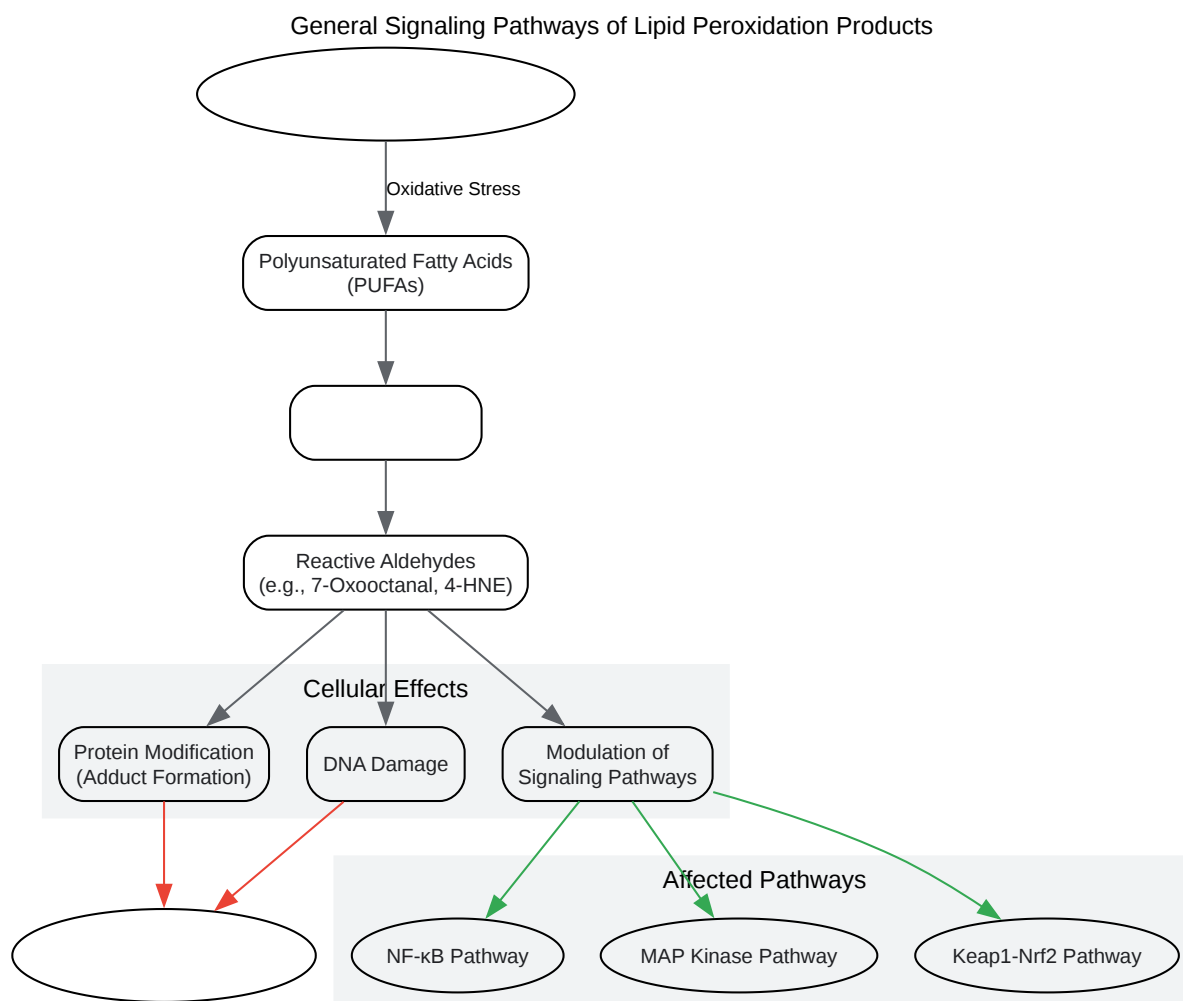 General Signaling Pathways of Lipid Peroxidation Products
Oxidative Stress
Polyunsaturated Fatty Acids
(PUFAs)
Reactive Aldehydes
(e.g., 7-Oxooctanal, 4-HNE)
Cellular Effects
Protein Modification
(Adduct Formation)
DNA Damage
Modulation of
Signaling Pathways
Affected Pathways
NF-κB Pathway
MAP Kinase Pathway
Keap1-Nrf2 Pathway